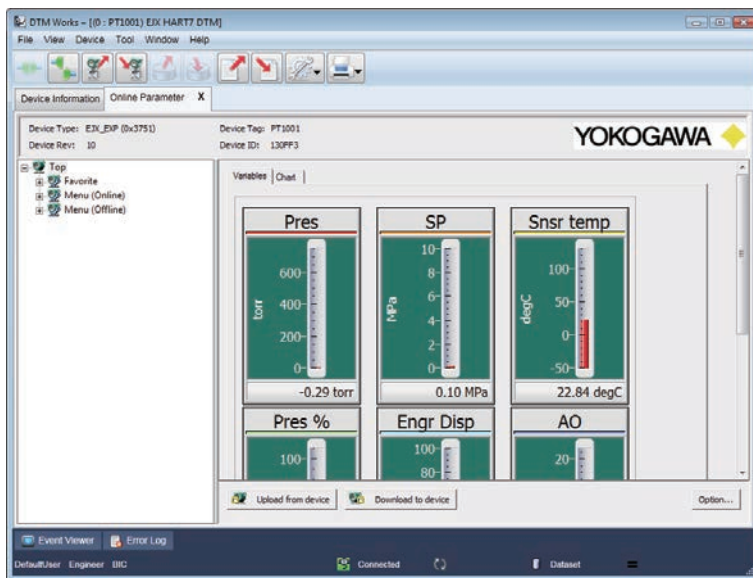 DTM Works – [(0 : PT1001) EJX HART7 DTM]
File View Device Tool Window Help
Device Information Online Parameter X
Device Type: EJX_EXP (0x3751) Device Tag: PT1001
Device Rev: 10 Device ID: 130FF3
YOKOGAWA
Top
Favorite
Menu (Online)
Menu (Offline)
Variables Chart
Pres SP Snsr temp
torr 600 400 200 0
MPa 10 8 6 4 2 0
degC 100 50 0 -50
-0.29 torr 0.10 MPa 22.84 degC
Pres % Engr Disp AO
100 100 80 20
Upload from device Download to device Option...
Event Viewer Error Log
DefaultUser Engineer Connected Dataset